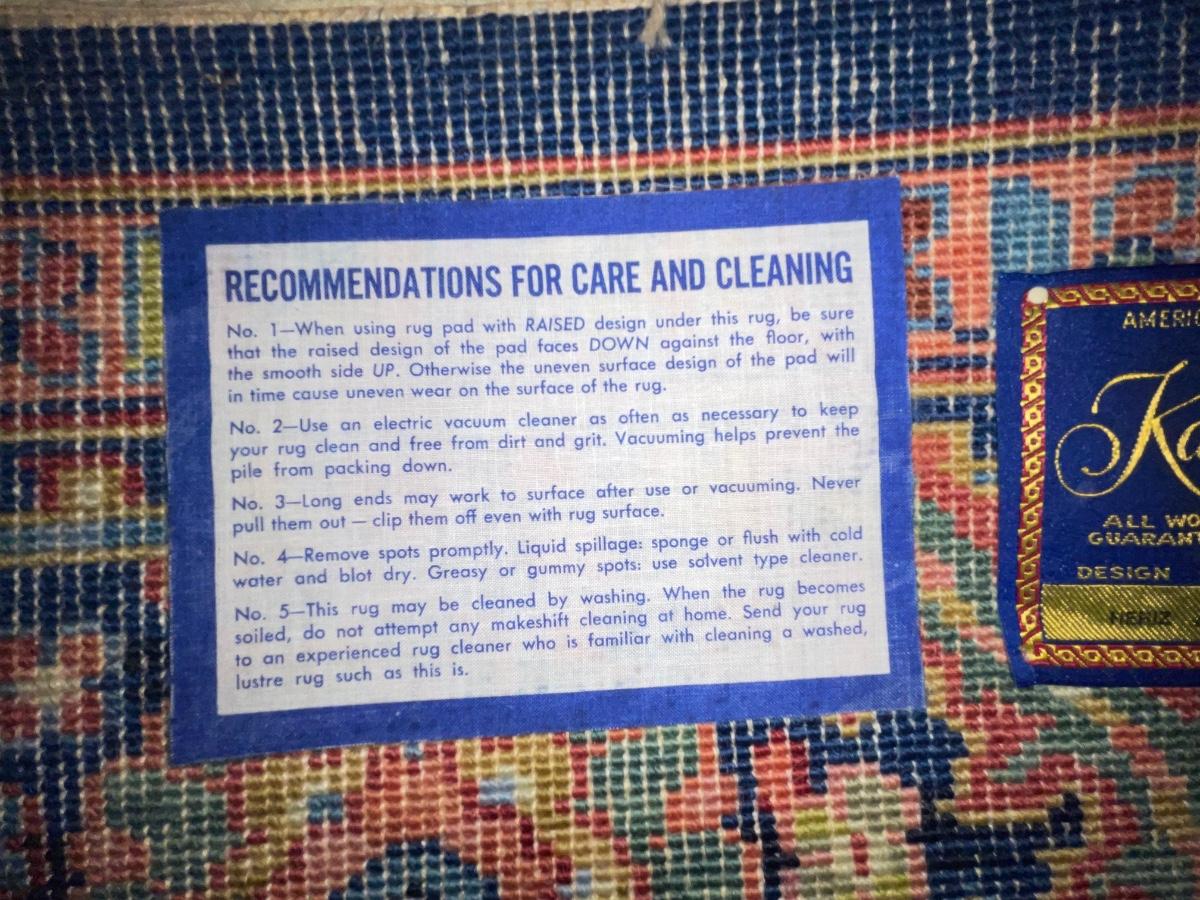 RECOMMENDATIONS FOR CARE AND CLEANING
No. 1—When using rug pad with RAISED design under this rug, be sure
that the raised design of the pad faces DOWN against the floor, with
the smooth side UP. Otherwise the uneven surface design of the pad will
in time cause uneven wear on the surface of the rug.
No. 2—Use an electric vacuum cleaner as often as necessary to keep
your rug clean and free from dirt and grit. Vacuuming helps prevent the
pile from packing down.
No. 3—Long ends may work to surface after use or vacuuming. Never
pull them out — clip them off even with rug surface.
No. 4—Remove spots promptly. Liquid spillage: sponge or flush with cold
water and blot dry. Greasy or gummy spots: use solvent type cleaner.
No. 5—This rug may be cleaned by washing. When the rug becomes
soiled, do not attempt any makeshift cleaning at home. Send your rug
to an experienced rug cleaner who is familiar with cleaning a washed,
lustre rug such as this is.
AMERIC
Ka
ALL WO
GUARANT
DESIGN
HERIZ